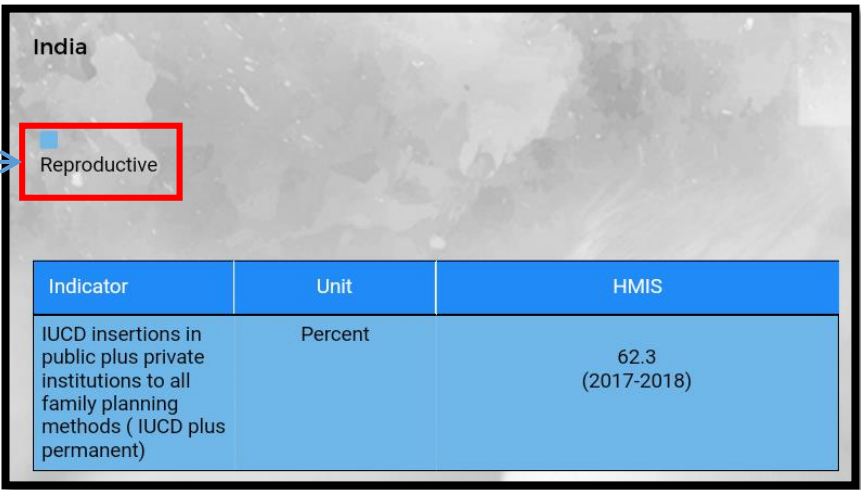 India
Reproductive
Indicator Unit HMIS
IUCD insertions in
public plus private
institutions to all
family planning
methods ( IUCD plus
permanent)
Percent
62.3
(2017-2018)